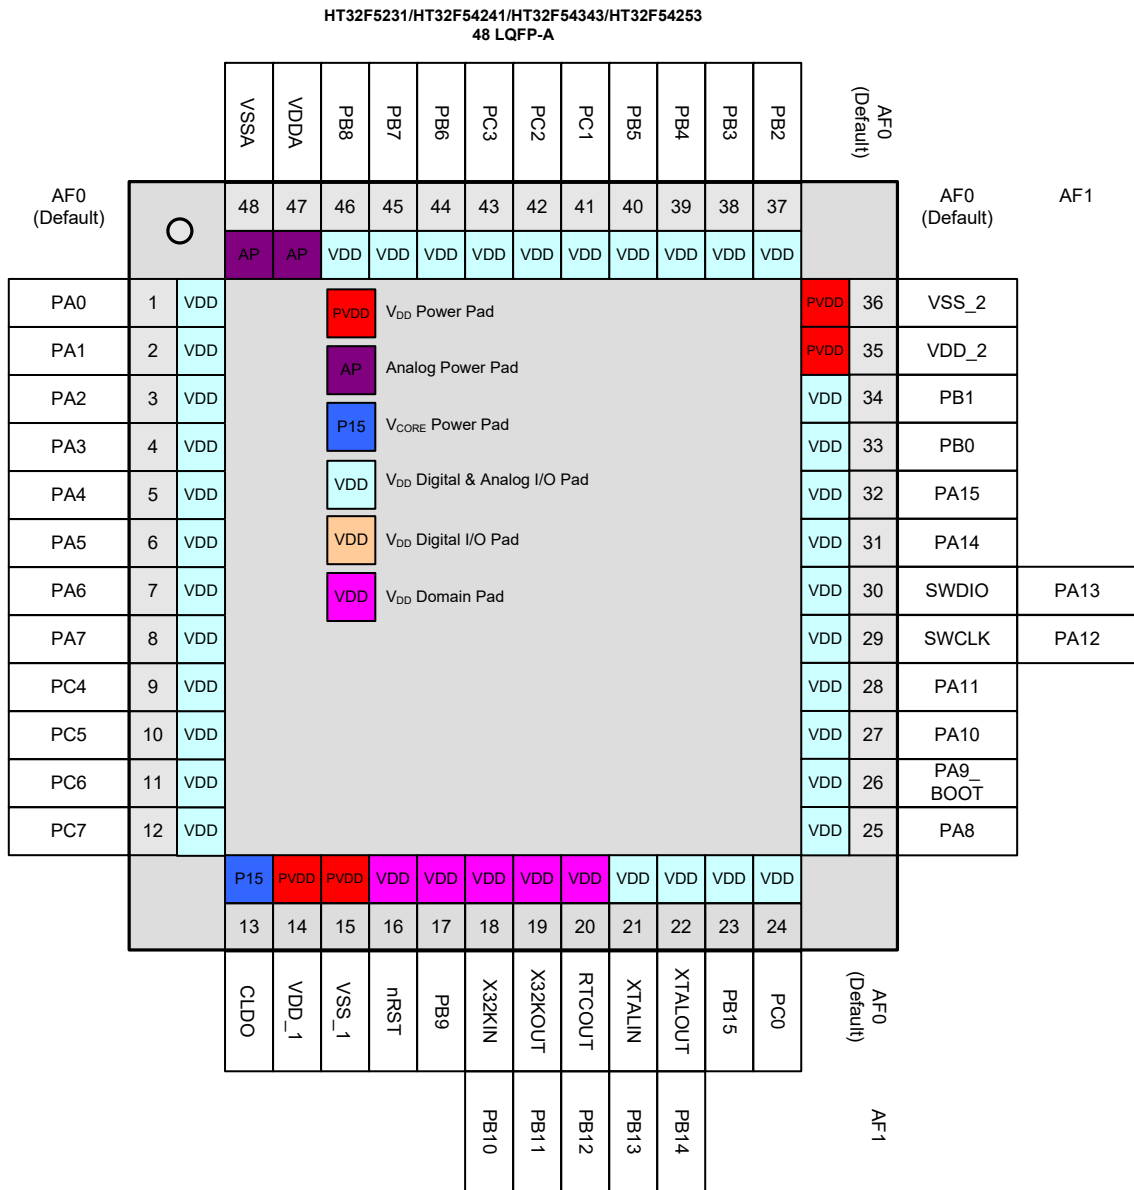 HT32F5231/HT32F54241/HT32F54343/HT32F54253
48 LQFP-A
VSSA VDDA PB8 PB7 PB6 PC3 PC2 PC1 PB5 PB4 PB3 PB2 AF0 (Default)
AF0 (Default) AF0 (Default) AF1
48 47 46 45 44 43 42 41 40 39 38 37
AP AP VDD VDD VDD VDD VDD VDD VDD VDD VDD VDD
PA0 1 VDD PVDD 36 VSS_2
PA1 2 VDD PVDD 35 VDD_2
PA2 3 VDD VDD 34 PB1
PA3 4 VDD VDD 33 PB0
PA4 5 VDD VDD 32 PA15
PA5 6 VDD VDD 31 PA14
PA6 7 VDD VDD 30 SWDIO PA13
PA7 8 VDD VDD 29 SWCLK PA12
PC4 9 VDD VDD 28 PA11
PC5 10 VDD VDD 27 PA10
PC6 11 VDD VDD 26 PA9_BOOT
PC7 12 VDD VDD 25 PA8
PVDD VDD Power Pad
AP Analog Power Pad
P15 VCORE Power Pad
VDD VDD Digital & Analog I/O Pad
VDD VDD Digital I/O Pad
VDD VDD Domain Pad
P15 PVDD PVDD VDD VDD VDD VDD VDD VDD VDD VDD VDD
13 14 15 16 17 18 19 20 21 22 23 24
CLDO VDD_1 VSS_1 nRST PB9 X32KIN X32KOUT RTCOUT XTALIN XTALOUT PB15 PC0 AF0 (Default)
PB10 PB11 PB12 PB13 PB14 AF1